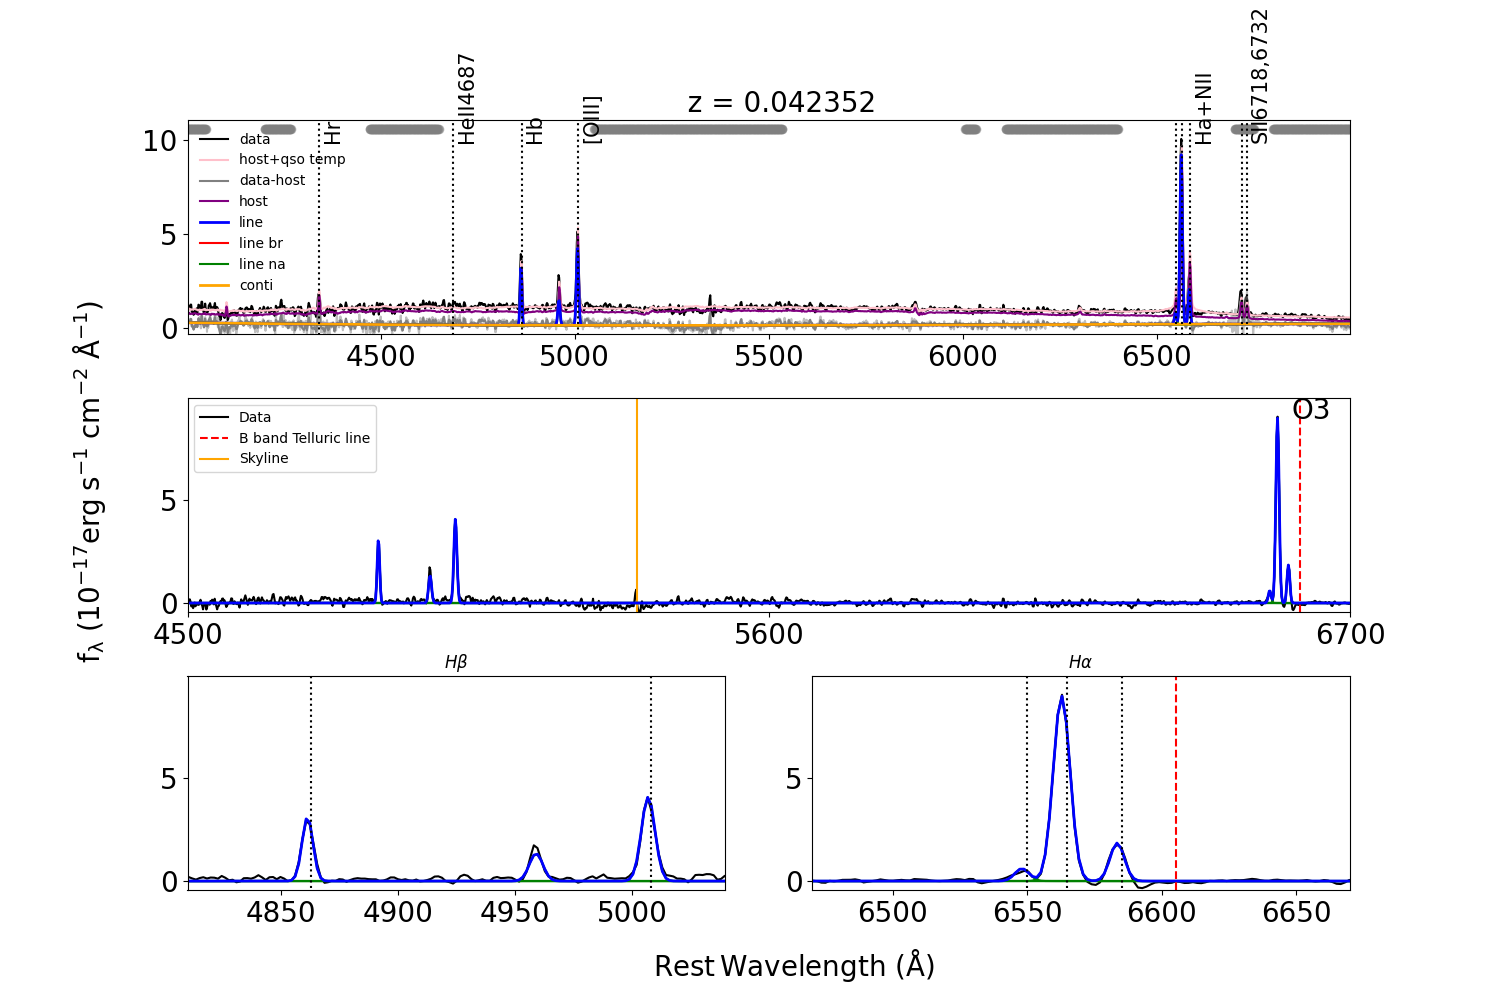 z = 0.042352
Hr
HeII4687
Hb
[OIII]
Ha+NII
SII6718,6732
10
5
0
data
host+qso temp
data-host
host
line
line br
line na
conti
4500 5000 5500 6000 6500
fλ (10⁻¹⁷erg s⁻¹ cm⁻² Å⁻¹)
5
0
Data
B band Telluric line
Skyline
O3
4500 5600 6700
Hβ Hα
5
0
4850 4900 4950 5000
5
0
6500 6550 6600 6650
Rest Wavelength (Å)